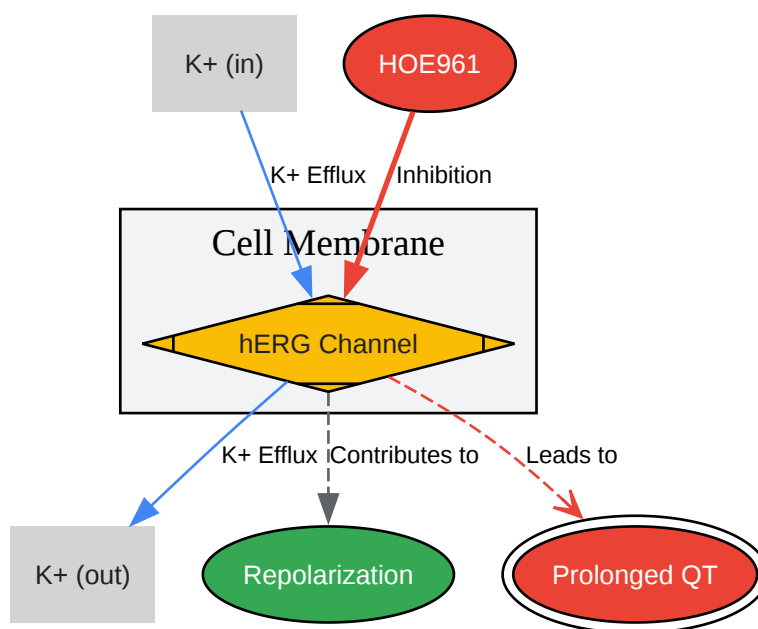 K+ (in)
HOE961
K+ Efflux
Inhibition
Cell Membrane
hERG Channel
K+ Efflux
Contributes to
Leads to
K+ (out)
Repolarization
Prolonged QT